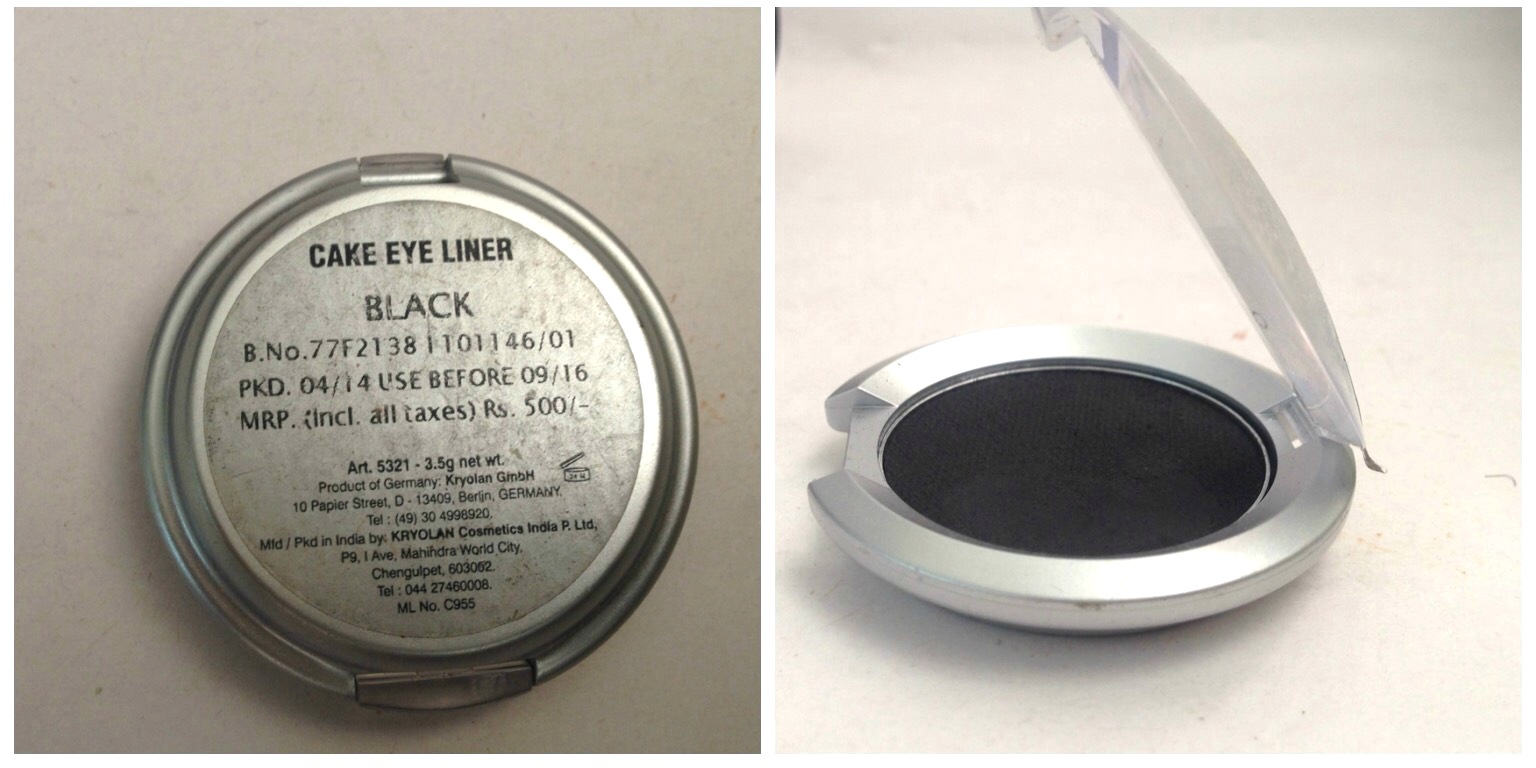 CAKE EYE LINER
BLACK
B.No.77F2138 1101146/01
PKD. 04/14 USE BEFORE 09/16
MRP. (Incl. all taxes) Rs. 500/-
Art. 5321 - 3.5g net wt.
Product of Germany: Kryolan GmbH
10 Papier Street, D - 13409, Berlin, GERMANY.
Tel : (49) 30 4998920.
Mfd / Pkd in India by: KRYOLAN Cosmetics India P. Ltd,
P9, I Ave, Mahindra World City,
Chengulpet, 603002.
Tel : 044 27460008.
ML No. C955